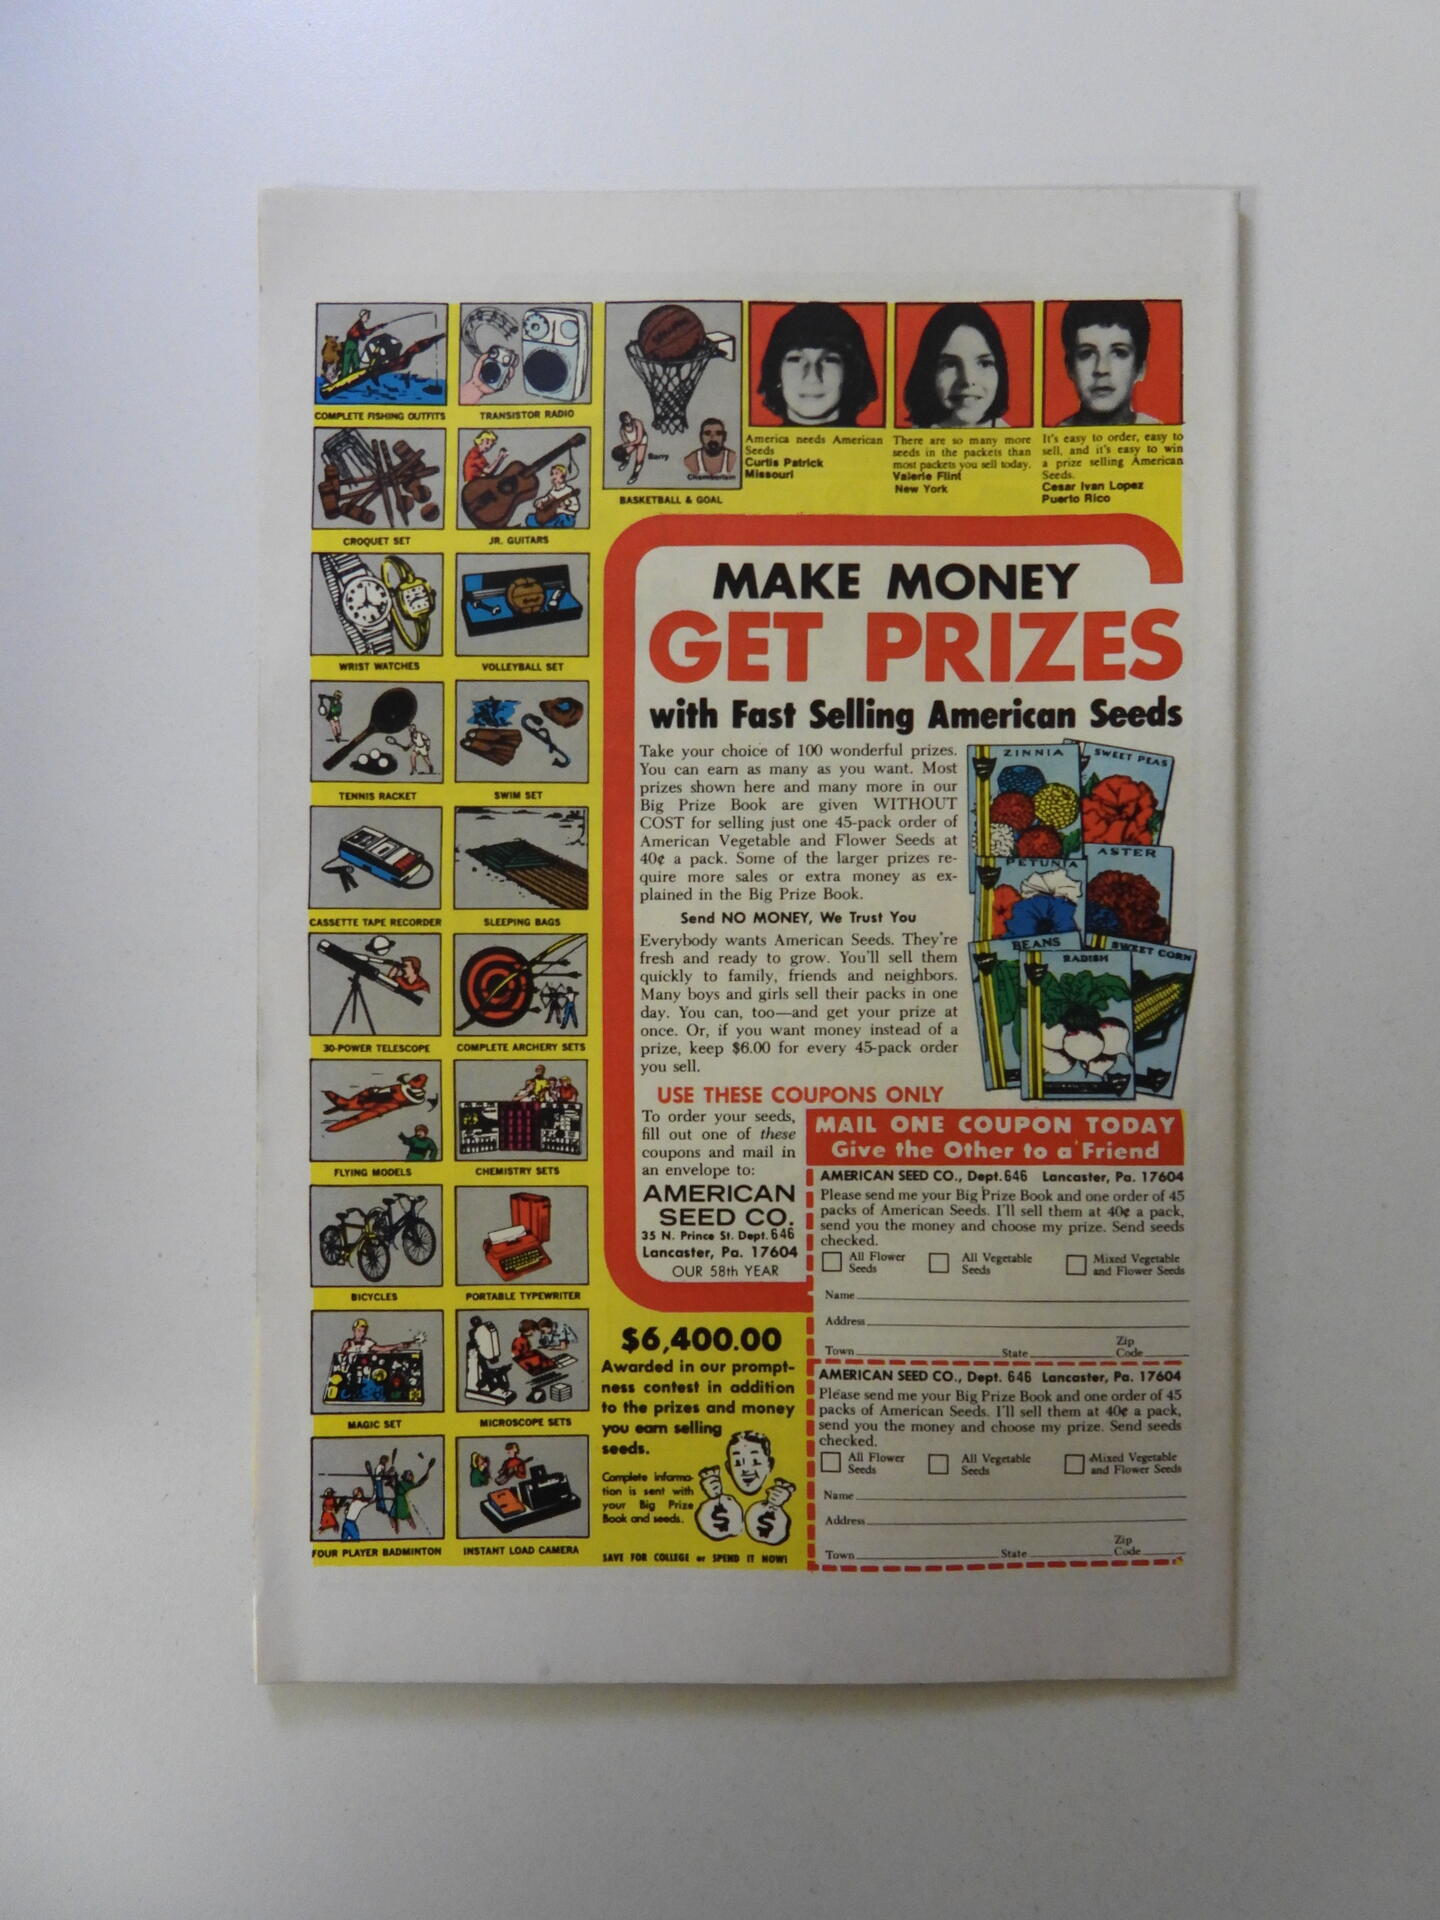 COMPLETE FISHING OUTFITS
TRANSISTOR RADIO
CROQUET SET
JR. GUITARS
WRIST WATCHES
VOLLEYBALL SET
TENNIS RACKET
SWIM SET
CASSETTE TAPE RECORDER
SLEEPING BAGS
30-POWER TELESCOPE
COMPLETE ARCHERY SETS
FLYING MODELS
CHEMISTRY SETS
BICYCLES
PORTABLE TYPEWRITER
MAGIC SET
MICROSCOPE SETS
FOUR PLAYER BADMINTON
INSTANT LOAD CAMERA
Barry
Chamberlain
BASKETBALL & GOAL
America needs American
Seeds
Curtis Patrick
Missouri
There are so many more
seeds in the packets than
most packets you sell today.
Valerie Flint
New York
It's easy to order, easy to
sell, and it's easy to win
a prize selling American
Seeds.
Cesar Ivan Lopez
Puerto Rico
MAKE MONEY
GET PRIZES
with Fast Selling American Seeds
Take your choice of 100 wonderful prizes.
You can earn as many as you want. Most
prizes shown here and many more in our
Big Prize Book are given WITHOUT
COST for selling just one 45-pack order of
American Vegetable and Flower Seeds at
40¢ a pack. Some of the larger prizes re-
quire more sales or extra money as ex-
plained in the Big Prize Book.
Send NO MONEY, We Trust You
Everybody wants American Seeds. They're
fresh and ready to grow. You'll sell them
quickly to family, friends and neighbors.
Many boys and girls sell their packs in one
day. You can, too—and get your prize at
once. Or, if you want money instead of a
prize, keep $6.00 for every 45-pack order
you sell.
ZINNIA
SWEET PEAS
PETUNIA
ASTER
BEANS
RADISH
SWEET CORN
USE THESE COUPONS ONLY
To order your seeds,
fill out one of these
coupons and mail in
an envelope to:
AMERICAN
SEED CO.
35 N. Prince St. Dept. 646
Lancaster, Pa. 17604
OUR 58th YEAR
MAIL ONE COUPON TODAY
Give the Other to a Friend
AMERICAN SEED CO., Dept. 646 Lancaster, Pa. 17604
Please send me your Big Prize Book and one order of 45
packs of American Seeds. I'll sell them at 40¢ a pack,
send you the money and choose my prize. Send seeds
checked.
All Flower Seeds
All Vegetable Seeds
Mixed Vegetable and Flower Seeds
Name
Address
Town State Zip Code
AMERICAN SEED CO., Dept. 646 Lancaster, Pa. 17604
Please send me your Big Prize Book and one order of 45
packs of American Seeds. I'll sell them at 40¢ a pack,
send you the money and choose my prize. Send seeds
checked.
All Flower Seeds
All Vegetable Seeds
Mixed Vegetable and Flower Seeds
Name
Address
Town State Zip Code
$6,400.00
Awarded in our prompt-
ness contest in addition
to the prizes and money
you earn selling
seeds.
Complete informa-
tion is sent with
your Big Prize
Book and seeds.
$ $
SAVE FOR COLLEGE or SPEND IT NOW!